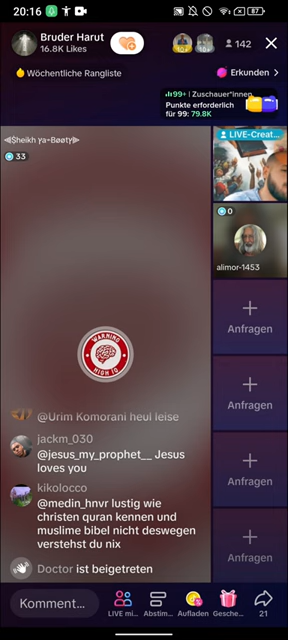 20:16
87
Bruder Harut
16.8K Likes
142
10+
Wöchentliche Rangliste
Erkunden >
99+ | Zuschauer*innen
Punkte erforderlich
für 99: 79.8K
LIVE-Creat...
33
0
alimor-1453
WARNING
HIGH IQ
Anfragen
Anfragen
Anfragen
Anfragen
@Urim Komorani heul leise
jackm_030
@jesus_my_prophet__ Jesus
loves you
kikolocco
@medin_hnvr lustig wie
christen quran kennen und
muslime bibel nicht deswegen
verstehst du nix
Doctor ist beigetreten
Komment...
LIVE mi...
Abstim...
Aufladen
Gesche...
21